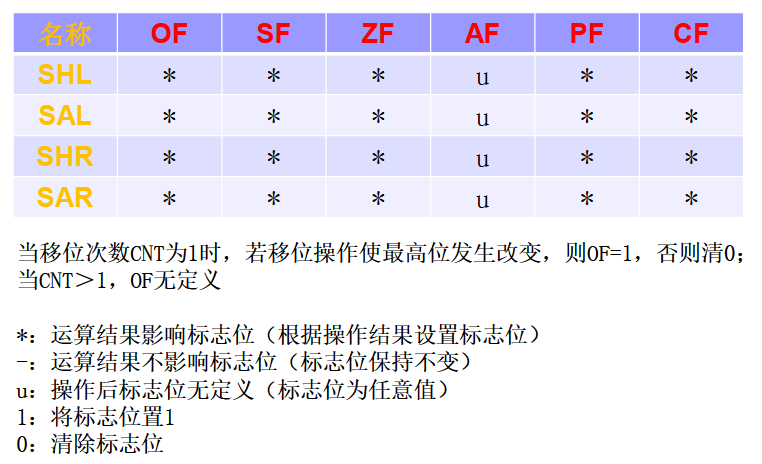 名称 OF SF ZF AF PF CF
SHL * * * u * *
SAL * * * u * *
SHR * * * u * *
SAR * * * u * *
当移位次数CNT为1时，若移位操作使最高位发生改变，则OF=1，否则清0；
当CNT＞1，OF无定义
*：运算结果影响标志位（根据操作结果设置标志位）
-：运算结果不影响标志位（标志位保持不变）
u：操作后标志位无定义（标志位为任意值）
1：将标志位置1
0：清除标志位